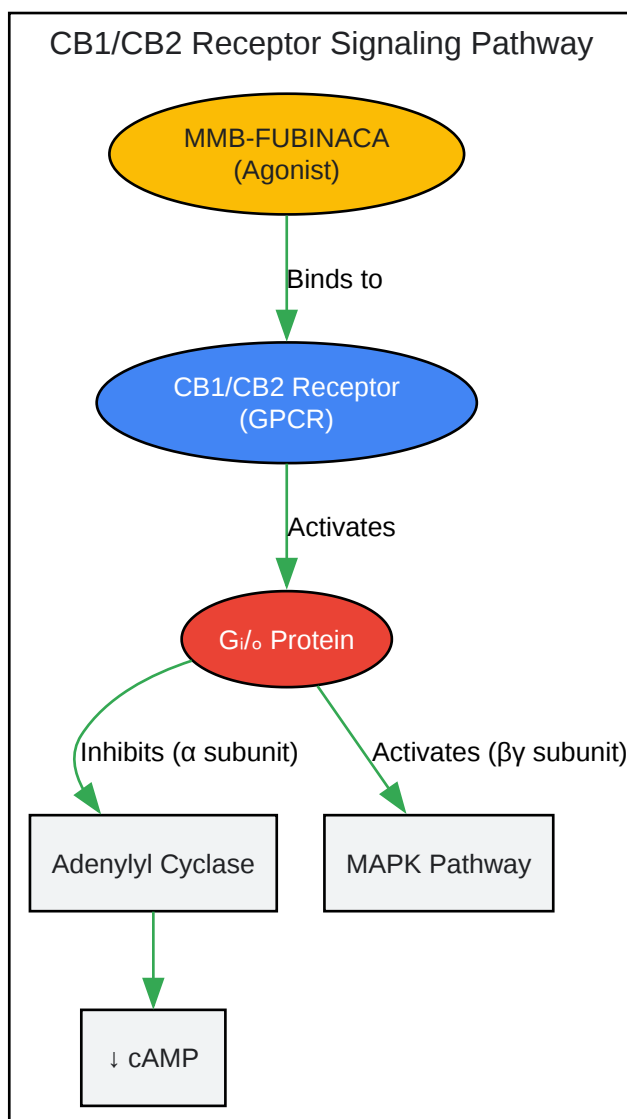 CB1/CB2 Receptor Signaling Pathway
MMB-FUBINACA
(Agonist)
Binds to
CB1/CB2 Receptor
(GPCR)
Activates
Gᵢ/ₒ Protein
Inhibits (α subunit)
Activates (βγ subunit)
Adenylyl Cyclase
MAPK Pathway
↓ cAMP